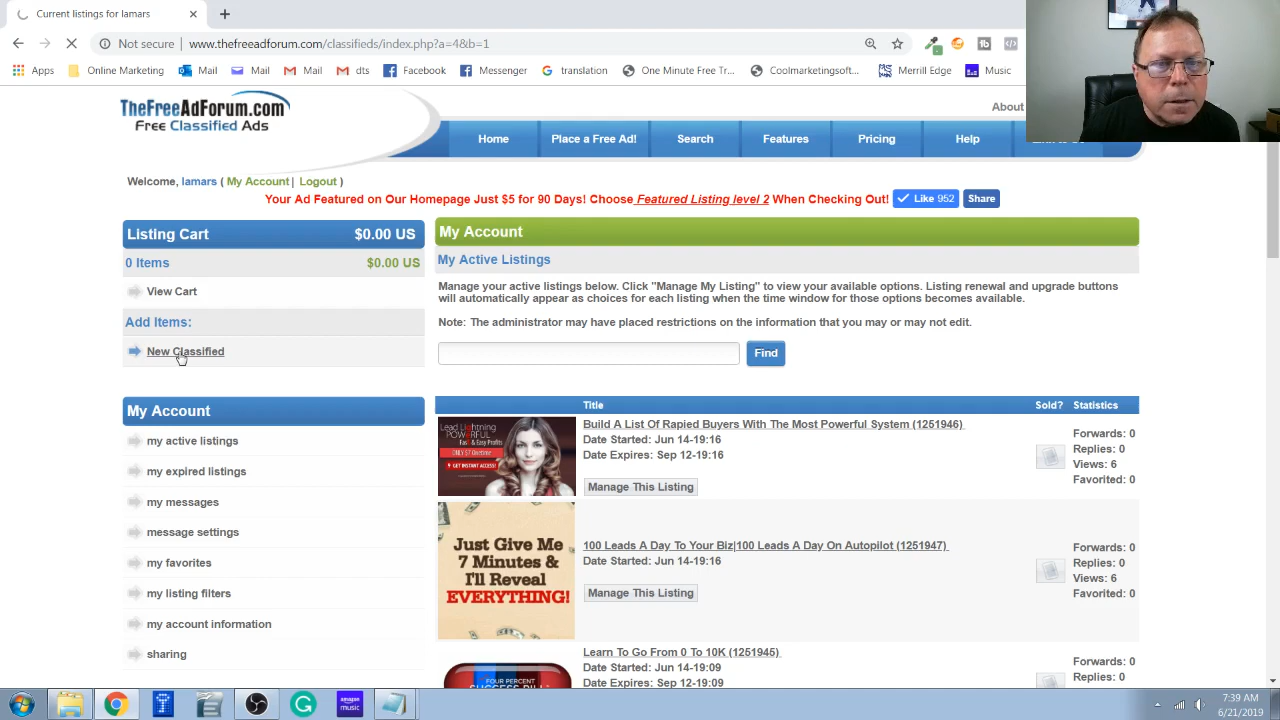 Current listings for lamars
Not secure | www.thefreeadforum.com/classifieds/index.php?a=4&b=1
Apps Online Marketing Mail Mail Mail dts Facebook Messenger translation One Minute Free Tr... Coolmarketingsoft... Merrill Edge Music
TheFreeAdForum.com
Free Classified Ads
About
Home Place a Free Ad! Search Features Pricing Help
Welcome, lamars ( My Account | Logout )
Your Ad Featured on Our Homepage Just $5 for 90 Days! Choose Featured Listing level 2 When Checking Out! Like 952 Share
Listing Cart $0.00 US
0 Items $0.00 US
View Cart
Add Items:
New Classified
My Account
my active listings
my expired listings
my messages
message settings
my favorites
my listing filters
my account information
sharing
My Account
My Active Listings
Manage your active listings below. Click "Manage My Listing" to view your available options. Listing renewal and upgrade buttons
will automatically appear as choices for each listing when the time window for those options becomes available.
Note: The administrator may have placed restrictions on the information that you may or may not edit.
Find
Title Sold? Statistics
Lead Lightning
POWERFUL
Fast & Easy Profits
ONLY $7 Onetime
GET INSTANT ACCESS!
Build A List Of Rapied Buyers With The Most Powerful System (1251946)
Date Started: Jun 14-19:16
Date Expires: Sep 12-19:16
Manage This Listing
Forwards: 0
Replies: 0
Views: 6
Favorited: 0
Just Give Me
7 Minutes &
I'll Reveal
EVERYTHING!
100 Leads A Day To Your Biz|100 Leads A Day On Autopilot (1251947)
Date Started: Jun 14-19:16
Manage This Listing
Forwards: 0
Replies: 0
Views: 6
Favorited: 0
FOUR PERCENT
SUCCESS PILL
Learn To Go From 0 To 10K (1251945)
Date Started: Jun 14-19:09
Date Expires: Sep 12-19:09
Forwards: 0
Replies: 0
7:39 AM
6/21/2019